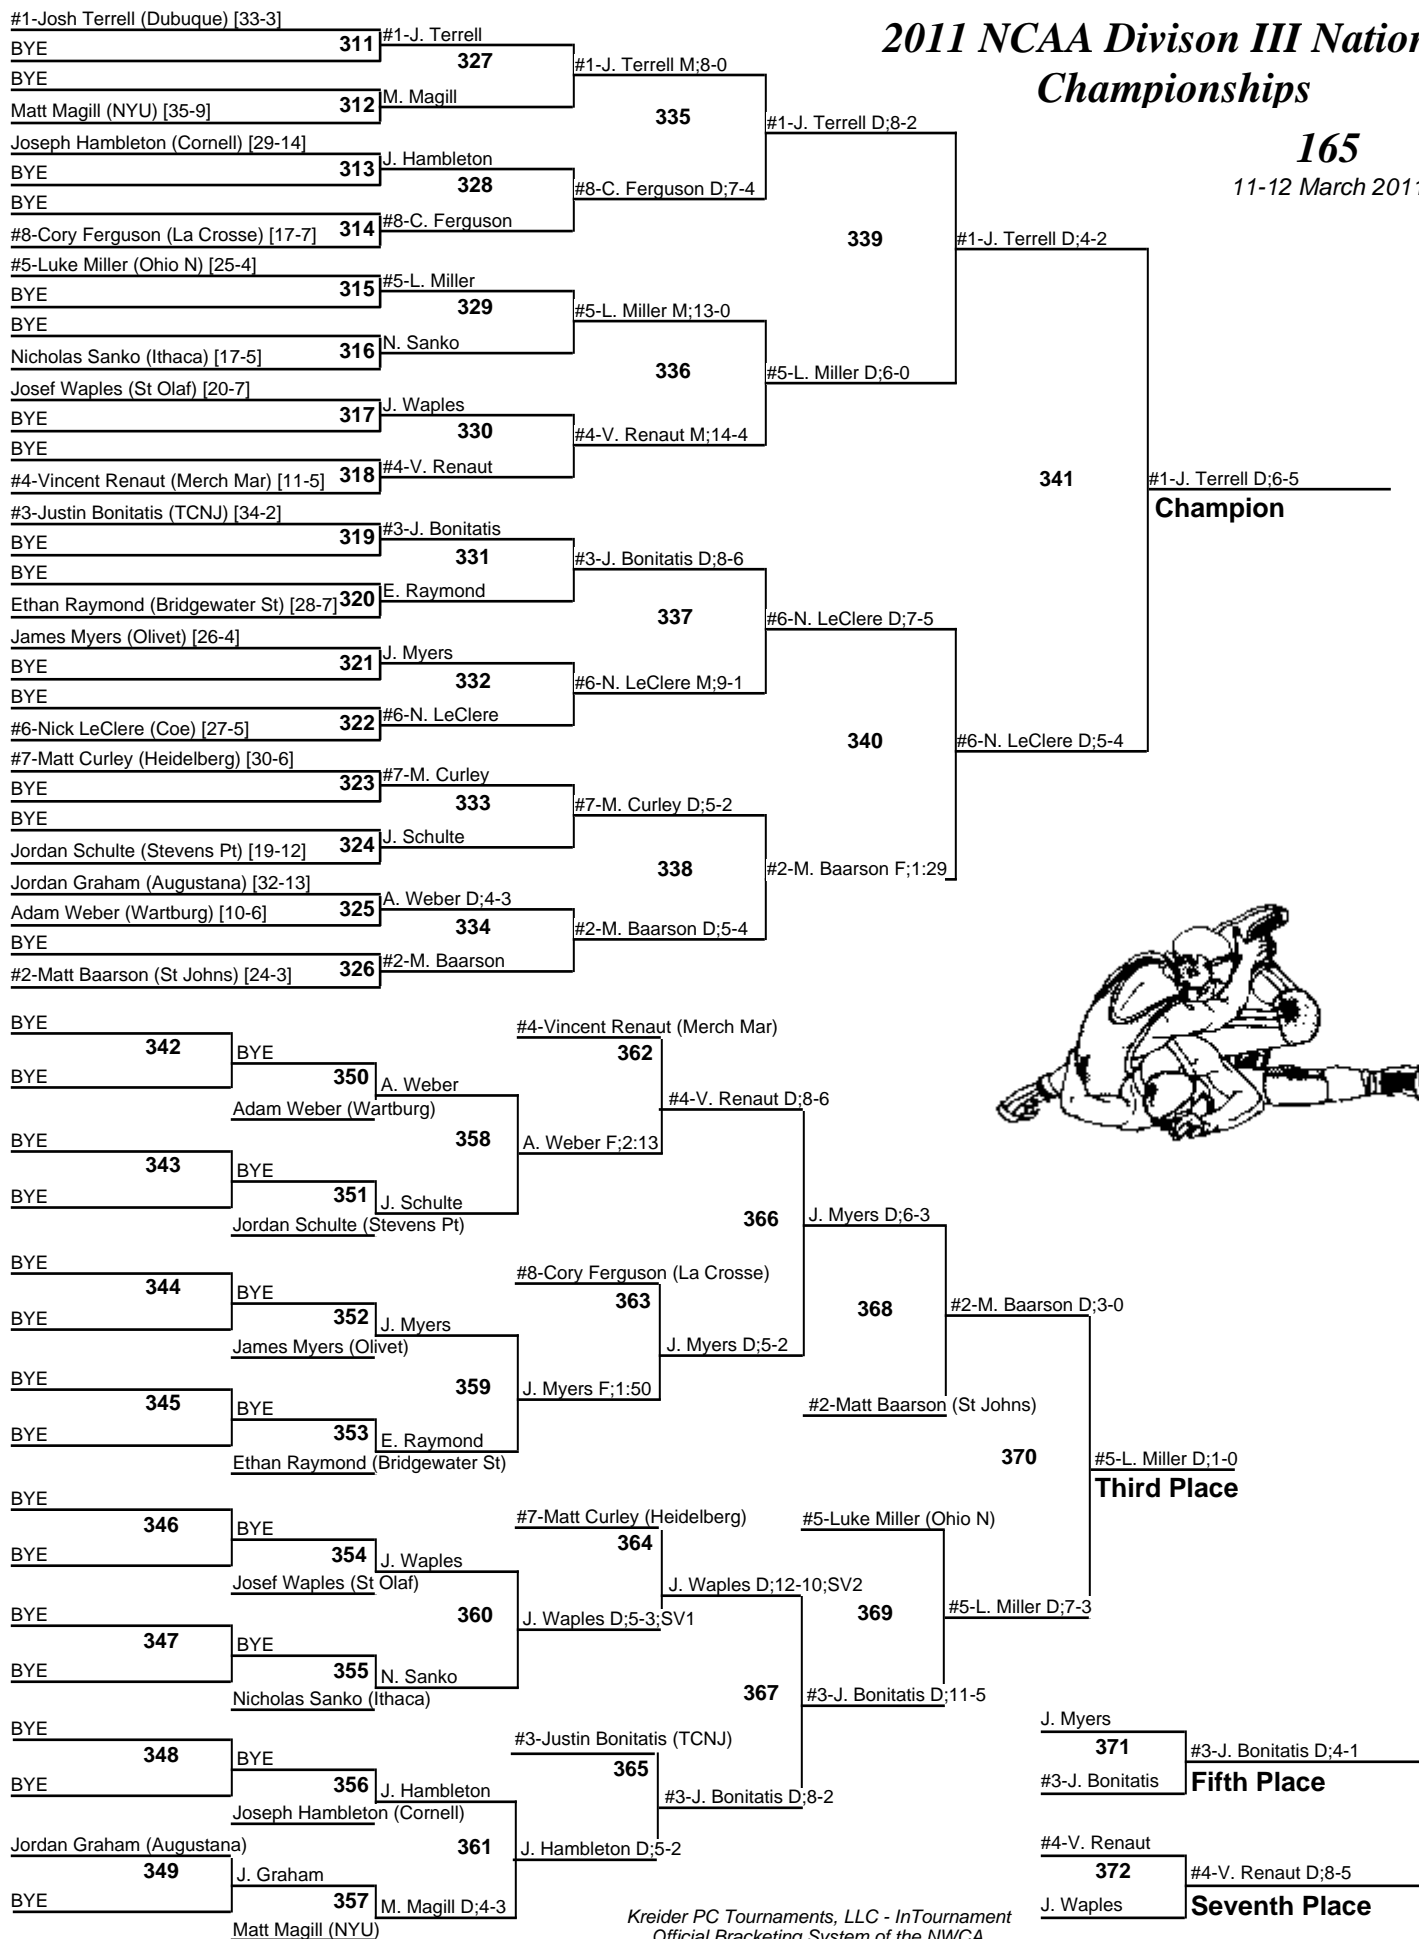 #1-Josh Terrell (Dubuque) [33-3]
BYE
311
#1-J. Terrell
327
BYE
Matt Magill (NYU) [35-9]
312
M. Magill
#1-J. Terrell M;8-0
335
Joseph Hambleton (Cornell) [29-14]
BYE
313
J. Hambleton
328
BYE
#8-Cory Ferguson (La Crosse) [17-7]
314
#8-C. Ferguson
#8-C. Ferguson D;7-4
#1-J. Terrell D;8-2
339
#5-Luke Miller (Ohio N) [25-4]
BYE
315
#5-L. Miller
329
BYE
Nicholas Sanko (Ithaca) [17-5]
316
N. Sanko
#5-L. Miller M;13-0
336
Josef Waples (St Olaf) [20-7]
BYE
317
J. Waples
330
BYE
#4-Vincent Renaut (Merch Mar) [11-5]
318
#4-V. Renaut
#4-V. Renaut M;14-4
#5-L. Miller D;6-0
#1-J. Terrell D;4-2
341
#3-Justin Bonitatis (TCNJ) [34-2]
BYE
319
#3-J. Bonitatis
331
BYE
Ethan Raymond (Bridgewater St) [28-7]
320
E. Raymond
#3-J. Bonitatis D;8-6
337
James Myers (Olivet) [26-4]
BYE
321
J. Myers
332
BYE
#6-Nick LeClere (Coe) [27-5]
322
#6-N. LeClere
#6-N. LeClere M;9-1
#6-N. LeClere D;7-5
340
#7-Matt Curley (Heidelberg) [30-6]
BYE
323
#7-M. Curley
333
BYE
Jordan Schulte (Stevens Pt) [19-12]
324
J. Schulte
#7-M. Curley D;5-2
338
Jordan Graham (Augustana) [32-13]
Adam Weber (Wartburg) [10-6]
325
A. Weber D;4-3
334
BYE
#2-Matt Baarson (St Johns) [24-3]
326
#2-M. Baarson
#2-M. Baarson D;5-4
#2-M. Baarson F;1:29
#6-N. LeClere D;5-4
#1-J. Terrell D;6-5
Champion
2011 NCAA Divison III Nation
Championships
165
11-12 March 2011
BYE
342
BYE
BYE
350
Adam Weber (Wartburg)
A. Weber
358
BYE
343
BYE
BYE
351
Jordan Schulte (Stevens Pt)
J. Schulte
#4-Vincent Renaut (Merch Mar)
362
A. Weber F;2:13
#4-V. Renaut D;8-6
366
BYE
344
BYE
BYE
352
James Myers (Olivet)
J. Myers
359
BYE
345
BYE
BYE
353
Ethan Raymond (Bridgewater St)
E. Raymond
#8-Cory Ferguson (La Crosse)
363
J. Myers F;1:50
J. Myers D;5-2
J. Myers D;6-3
368
#2-Matt Baarson (St Johns)
#2-M. Baarson D;3-0
370
BYE
346
BYE
BYE
354
Josef Waples (St Olaf)
J. Waples
360
BYE
347
BYE
BYE
355
Nicholas Sanko (Ithaca)
N. Sanko
#7-Matt Curley (Heidelberg)
364
J. Waples D;5-3;SV1
J. Waples D;12-10;SV2
367
BYE
348
BYE
BYE
356
Joseph Hambleton (Cornell)
J. Hambleton
361
Jordan Graham (Augustana)
349
BYE
J. Graham
357
Matt Magill (NYU)
M. Magill D;4-3
#3-Justin Bonitatis (TCNJ)
365
J. Hambleton D;5-2
#3-J. Bonitatis D;8-2
#5-Luke Miller (Ohio N)
369
#3-J. Bonitatis D;11-5
#5-L. Miller D;7-3
#5-L. Miller D;1-0
Third Place
J. Myers
371
#3-J. Bonitatis
#3-J. Bonitatis D;4-1
Fifth Place
#4-V. Renaut
372
J. Waples
#4-V. Renaut D;8-5
Seventh Place
Kreider PC Tournaments, LLC - InTournament
Official Bracketing System of the NWCA